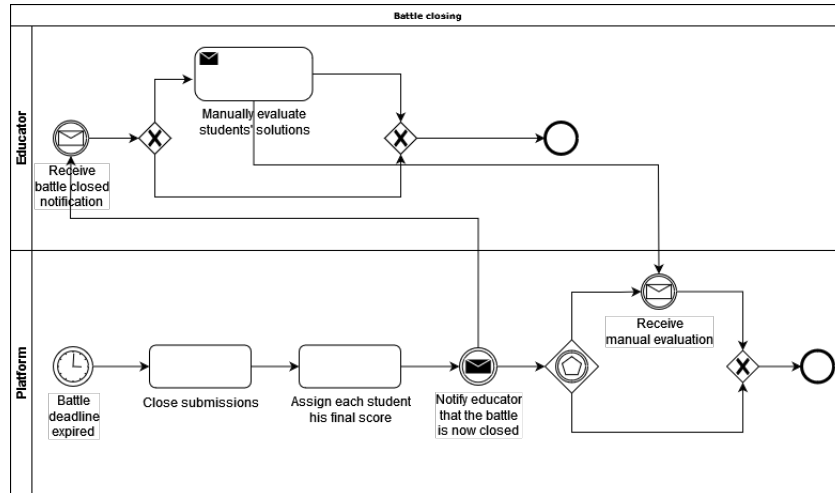 Battle closing
Educator
Manually evaluate
students' solutions
Receive
battle closed
notification
Platform
Receive
manual evaluation
Battle
deadline
expired
Close submissions
Assign each student
his final score
Notify educator
that the battle
is now closed